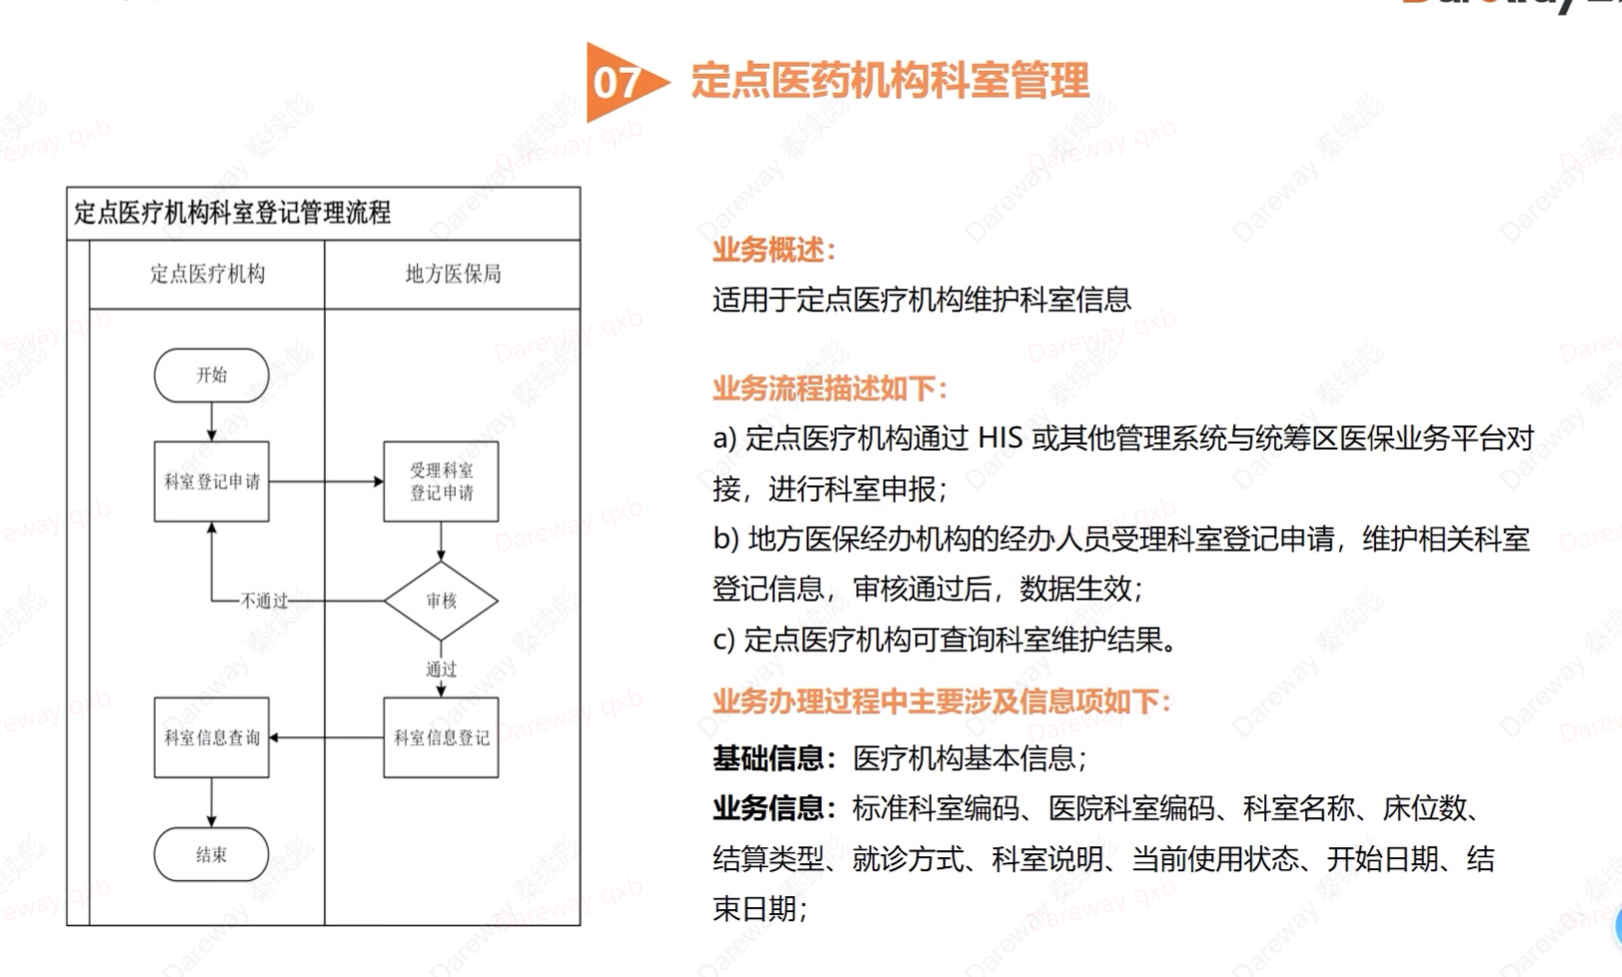 07 定点医药机构科室管理
定点医疗机构科室登记管理流程
定点医疗机构
地方医保局
开始
科室登记申请
受理科室
登记申请
审核
不通过
通过
科室信息查询
科室信息登记
结束
业务概述：
适用于定点医疗机构维护科室信息
业务流程描述如下：
a) 定点医疗机构通过 HIS 或其他管理系统与统筹区医保业务平台对
接，进行科室申报；
b) 地方医保经办机构的经办人员受理科室登记申请，维护相关科室
登记信息，审核通过后，数据生效；
c) 定点医疗机构可查询科室维护结果。
业务办理过程中主要涉及信息项如下：
基础信息：医疗机构基本信息；
业务信息：标准科室编码、医院科室编码、科室名称、床位数、
结算类型、就诊方式、科室说明、当前使用状态、开始日期、结
束日期；
Dareway 秦续彪
Dareway qxb